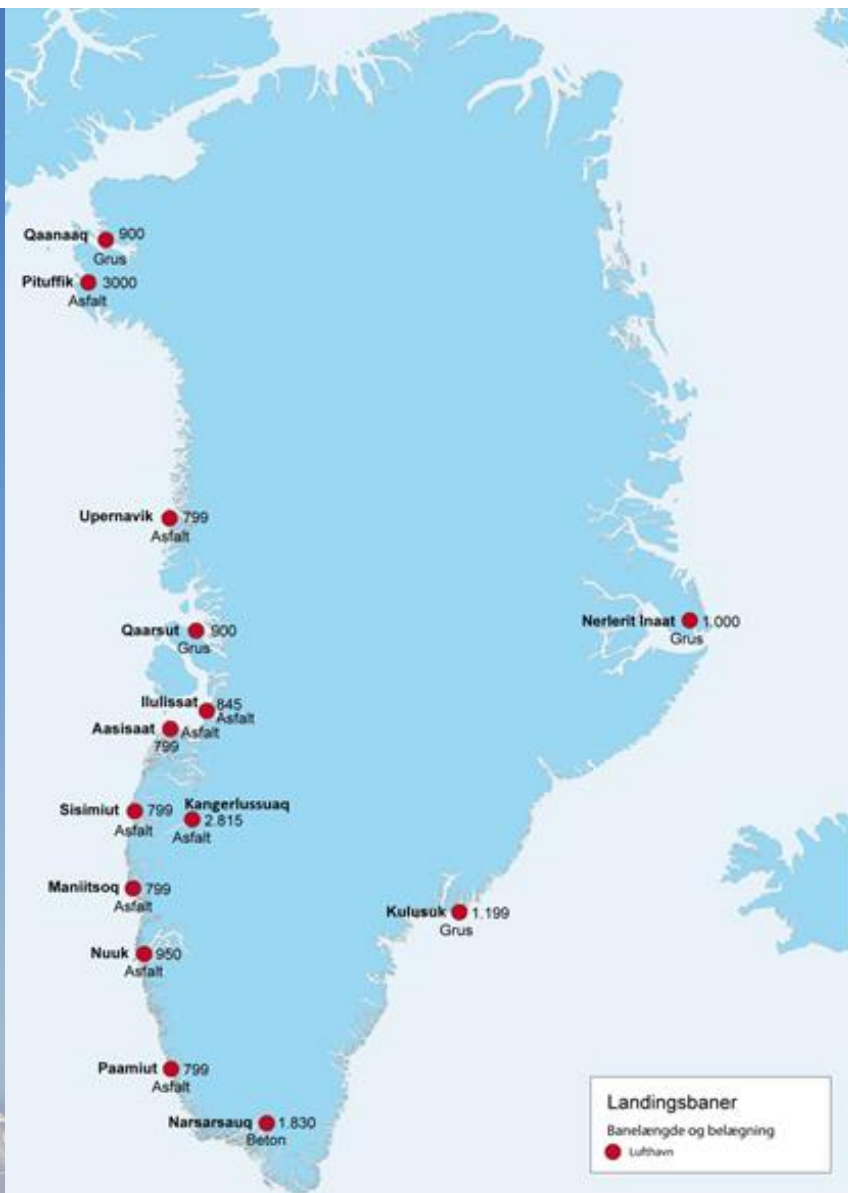 Qaanaaq 900
Grus
Pituffik 3000
Asfalt
Upernavik 799
Asfalt
Qaarsut 900
Grus
Nerlerit Inaat 1.000
Grus
Ilulissat 845
Asfalt
Aasisaat Asfalt
799
Sisimiut 799
Asfalt
Kangerlussuaq
2.815
Asfalt
Maniitsoq 799
Asfalt
Kulusuk 1.199
Grus
Nuuk 950
Asfalt
Paamiut 799
Asfalt
Narsarsauq 1.830
Beton
Landingsbaner
Banelængde og belægning
Lufthavn